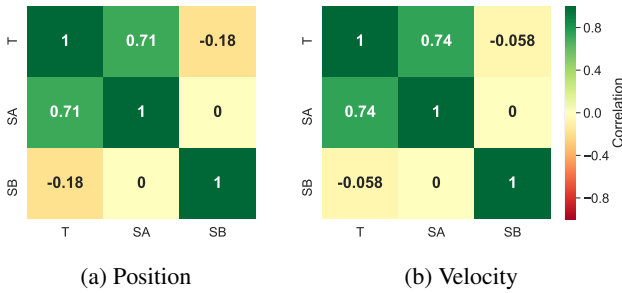 T 1 0.71 -0.18
SA 0.71 1 0
SB -0.18 0 1
T SA SB
(a) Position
T 1 0.74 -0.058
SA 0.74 1 0
SB -0.058 0 1
T SA SB
(b) Velocity
0.8
0.4
0.0
−0.4
−0.8
Correlation